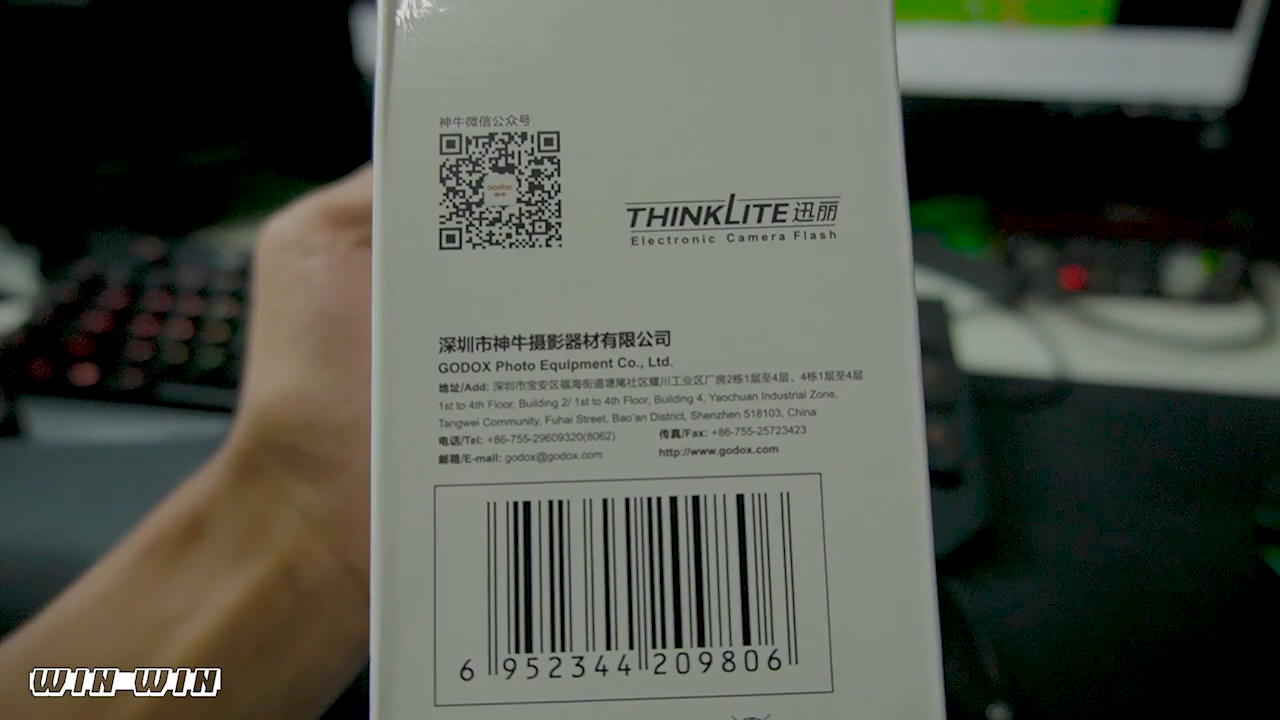 神牛微信公众号
Godox
神牛
THINKLITE 迅丽
Electronic Camera Flash
深圳市神牛摄影器材有限公司
GODOX Photo Equipment Co., Ltd.
地址/Add: 深圳市宝安区福海街道塘尾社区耀川工业区厂房2栋1层至4层、4栋1层至4层
1st to 4th Floor, Building 2/ 1st to 4th Floor, Building 4, Yaochuan Industrial Zone,
Tangwei Community, Fuhai Street, Bao'an District, Shenzhen 518103, China
电话/Tel: +86-755-29609320(8062) 传真/Fax: +86-755-25723423
邮箱/E-mail: godox@godox.com http://www.godox.com
6 952344 209806
WIN-WIN